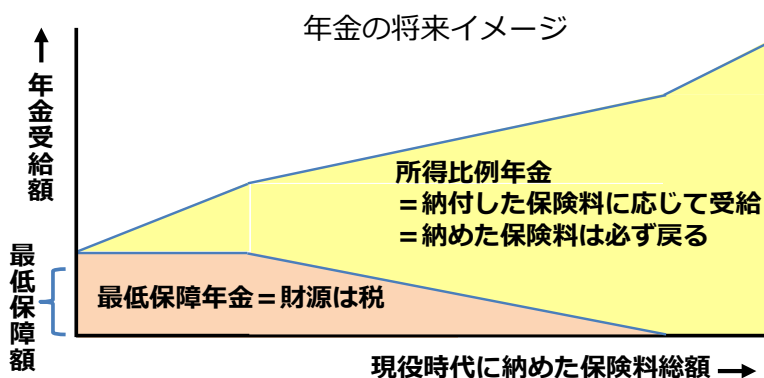 年金の将来イメージ
年金受給額→
最低保障額
所得比例年金
＝納付した保険料に応じて受給
＝納めた保険料は必ず戻る
最低保障年金＝財源は税
現役時代に納めた保険料総額→